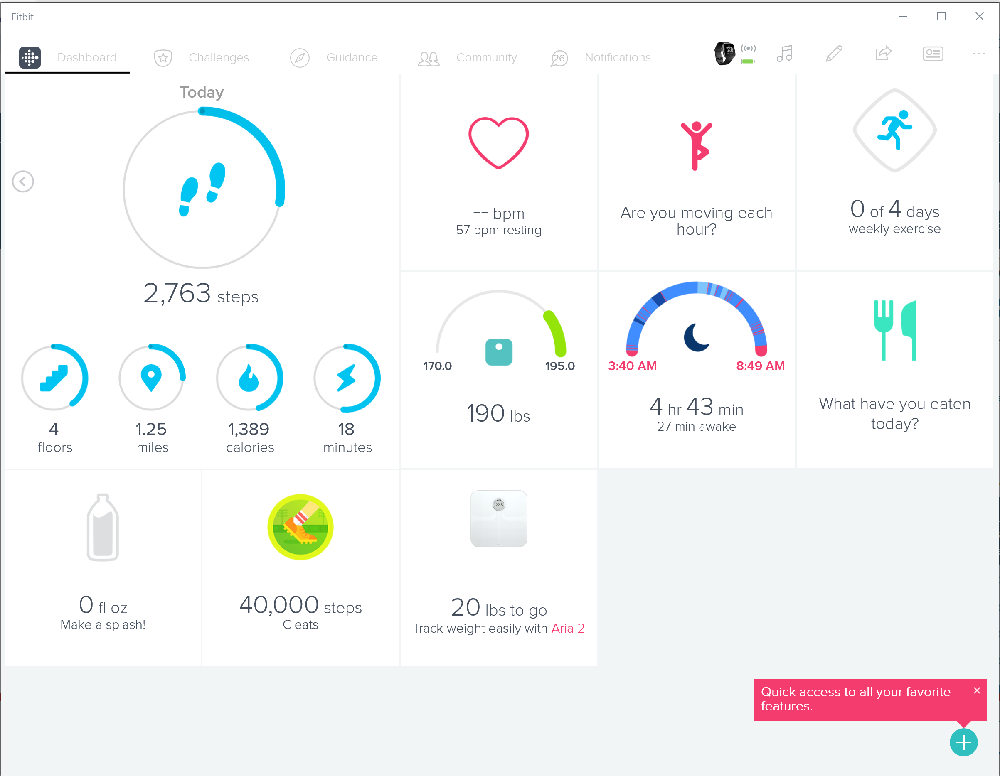 Fitbit
Dashboard
Challenges
Guidance
Community
26
Notifications
Today
2,763 steps
4
floors
1.25
miles
1,389
calories
18
minutes
-- bpm
57 bpm resting
Are you moving each
hour?
0 of 4 days
weekly exercise
170.0
195.0
190 lbs
3:40 AM
8:49 AM
4 hr 43 min
27 min awake
What have you eaten
today?
0 fl oz
Make a splash!
40,000 steps
Cleats
122.5
20 lbs to go
Track weight easily with Aria 2
Quick access to all your favorite
features.